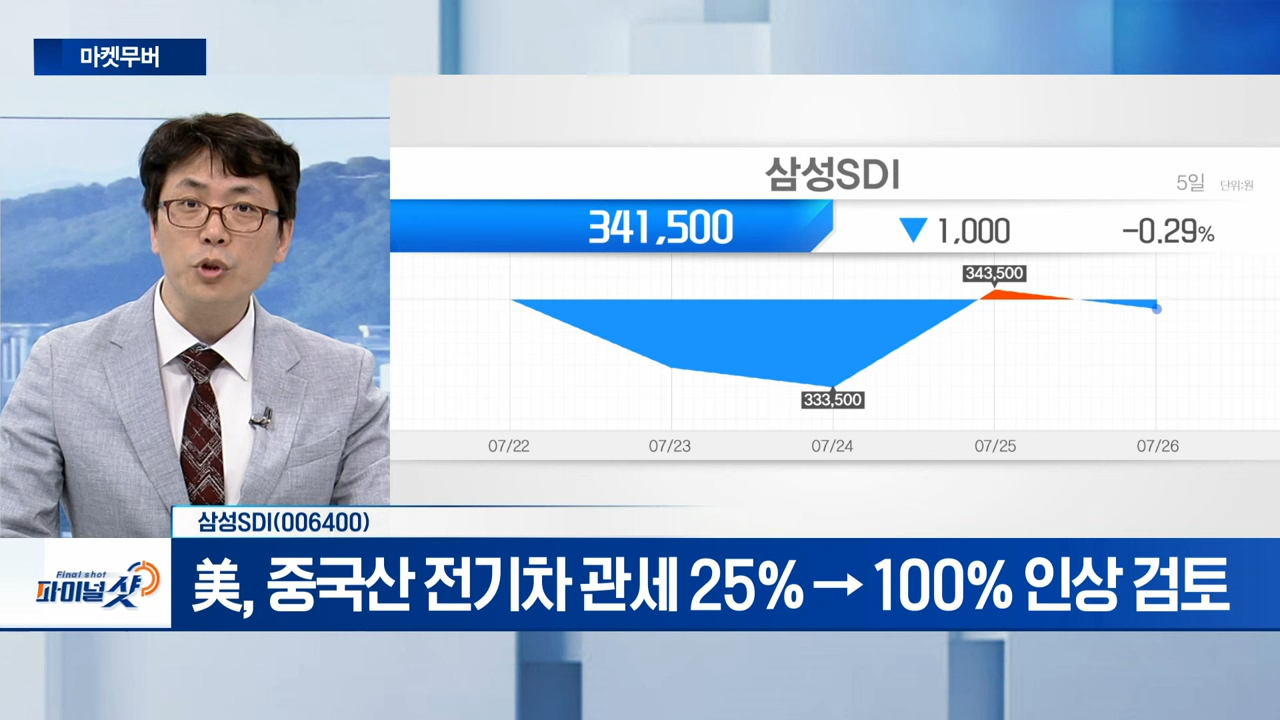 마켓무버
삼성SDI
5일 단위:원
341,500 ▼ 1,000 -0.29%
343,500
333,500
07/22 07/23 07/24 07/25 07/26
삼성SDI(006400)
Final shot
파이널샷
美, 중국산 전기차 관세 25% → 100% 인상 검토